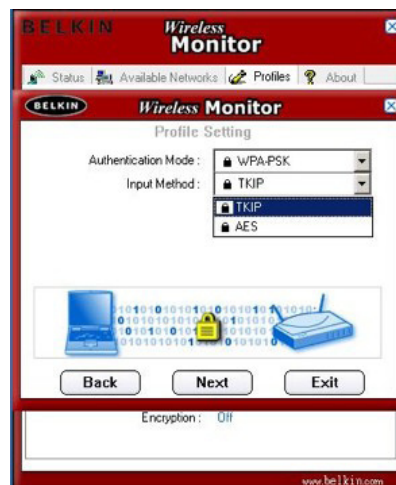 BELKIN Wireless Monitor
Status Available Networks Profiles About
BELKIN Wireless Monitor
Profile Setting
Authentication Mode : WPA-PSK
Input Method : TKIP
TKIP
AES
Back Next Exit
Encryption : Off
www.belkin.com